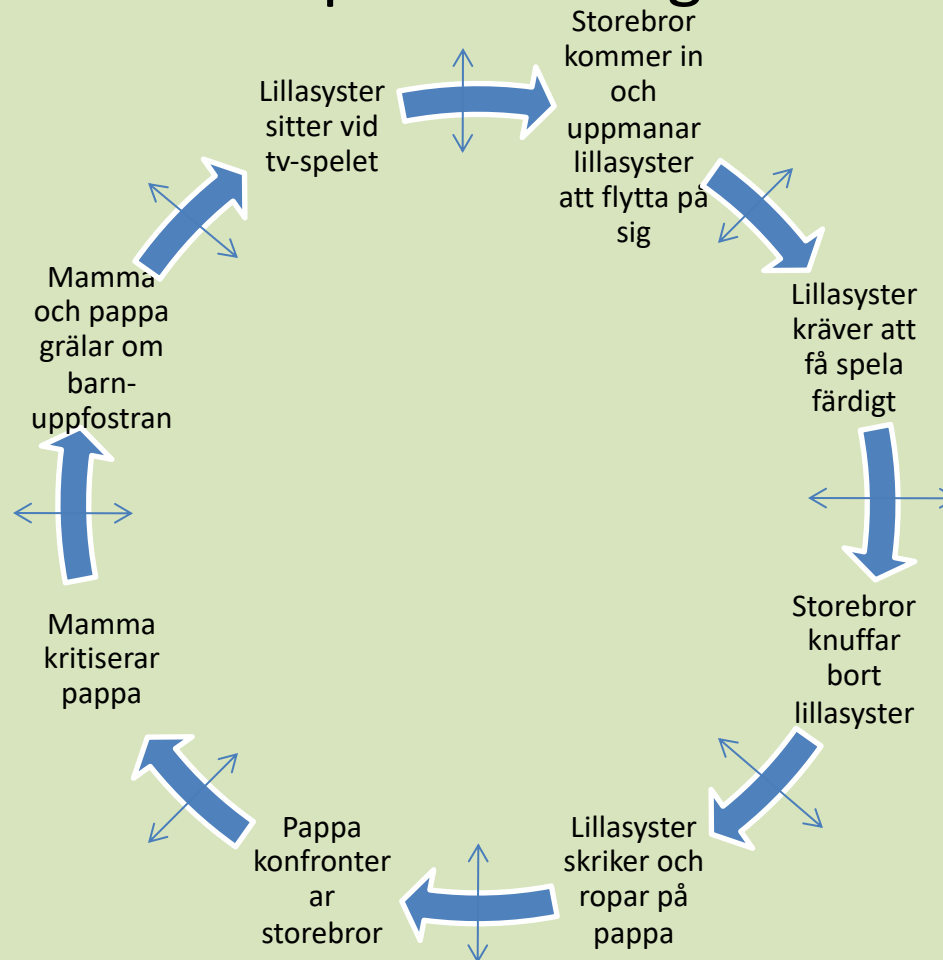 Storebror
kommer in
och
uppmanar
lillasyster
att flytta på
sig
Lillasyster
kräver att
få spela
färdigt
Storebror
knuffar
bort
lillasyster
Lillasyster
skriker och
ropar på
pappa
Pappa
konfronter
ar
storebror
Mamma
kritiserar
pappa
Mamma
och pappa
grälar om
barn-
uppfostran
Lillasyster
sitter vid
tv-spelet